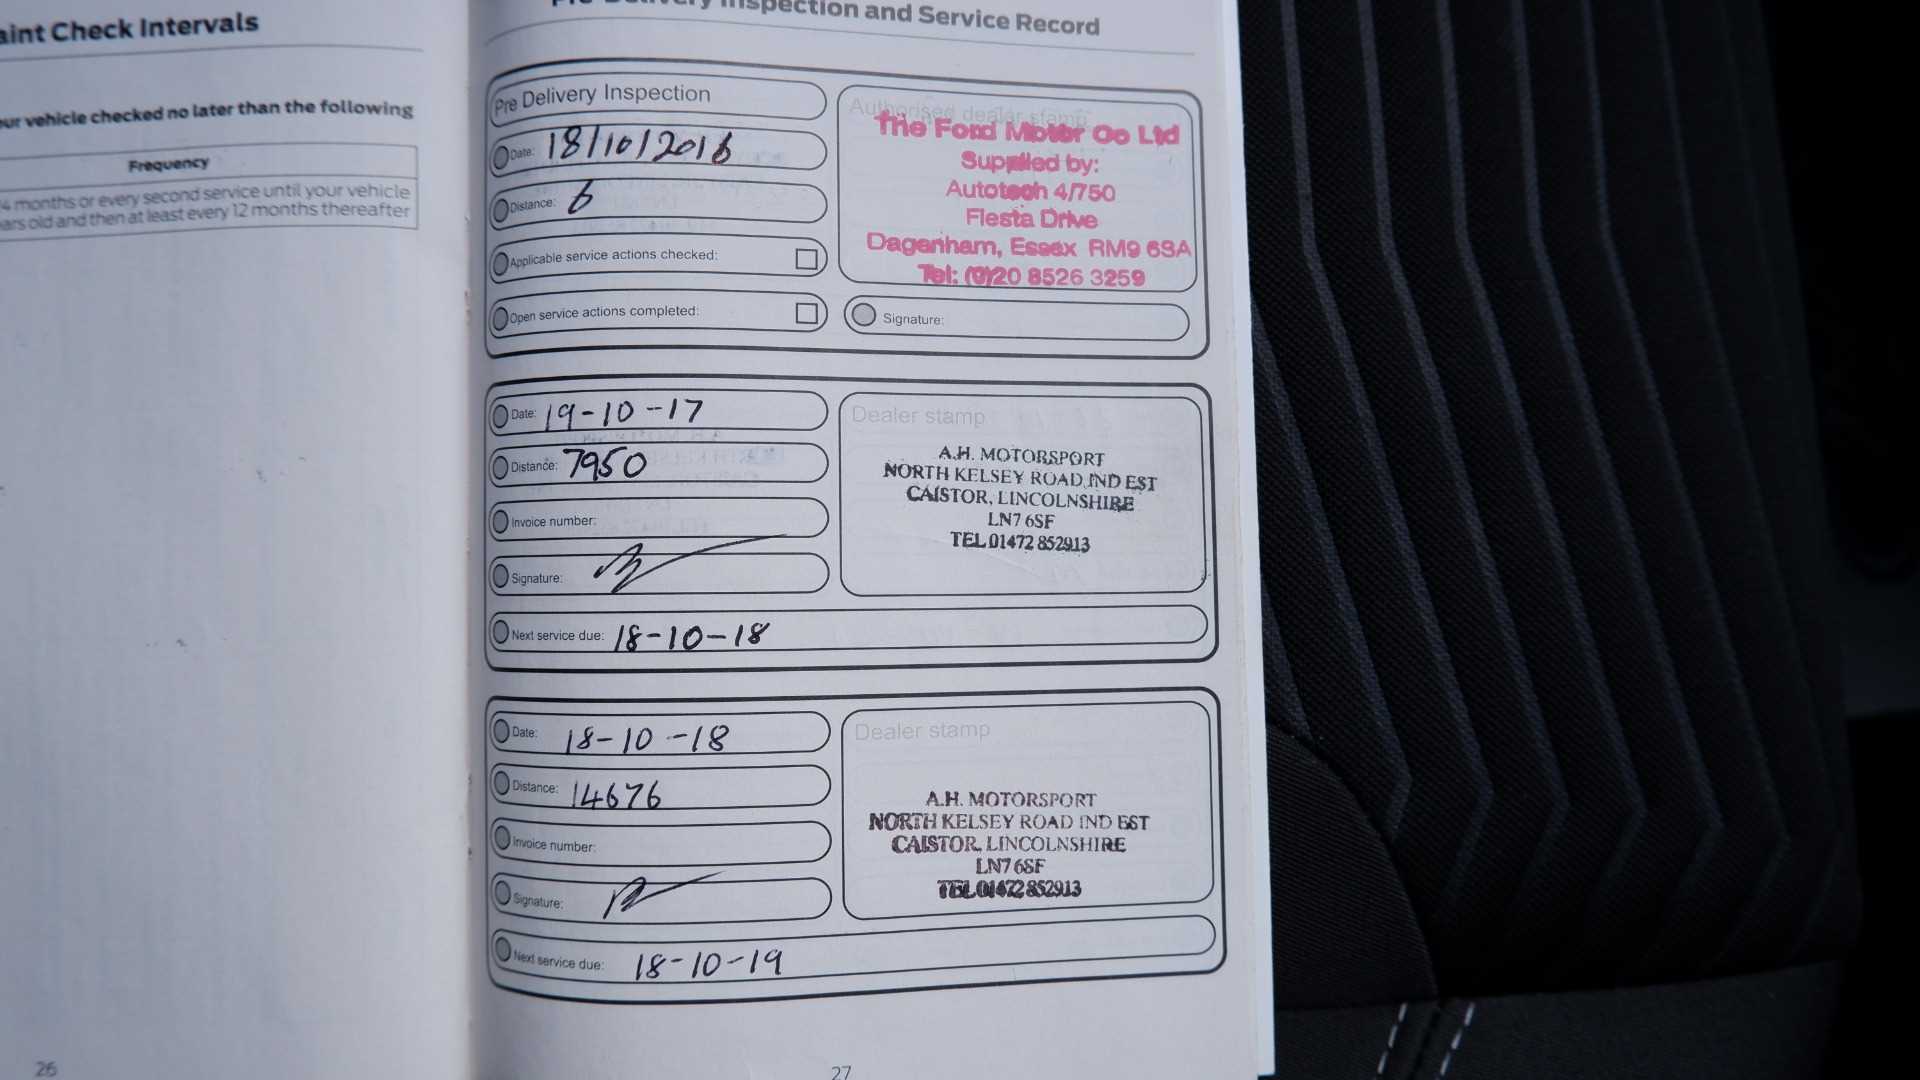 aint Check Intervals
ur vehicle checked no later than the following
Frequency
4 months or every second service until your vehicle
ars old and then at least every 12 months thereafter
26
Inspection and Service Record
Pre Delivery Inspection
Date: 18/10/2016
Distance: 6
Applicable service actions checked:
Open service actions completed:
Authorised dealer stamp
The Ford Motor Co Ltd
Supplied by:
Autotech 4/750
Fiesta Drive
Dagenham, Essex RM9 6SA
Tel: (0)20 8526 3259
Signature:
Date: 19-10-17
Distance: 7950
Invoice number:
Signature:
Next service due: 18-10-18
Dealer stamp
A.H. MOTORSPORT
NORTH KELSEY ROAD IND EST
CAISTOR, LINCOLNSHIRE
LN7 6SF
TEL 01472 852913
Date: 18-10-18
Distance: 14676
Invoice number:
Signature:
Next service due: 18-10-19
Dealer stamp
A.H. MOTORSPORT
NORTH KELSEY ROAD IND EST
CAISTOR, LINCOLNSHIRE
LN7 6SF
TEL 01472 852913
27